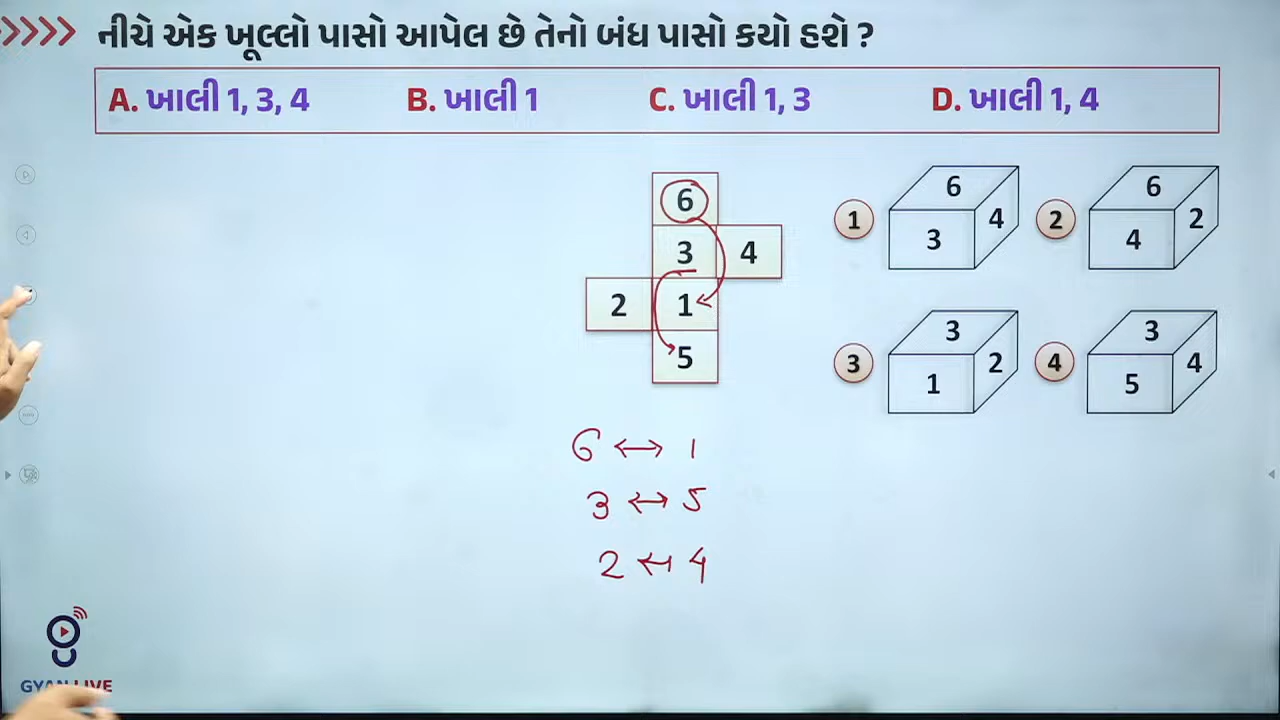 નીચે એક ખૂલ્લો પાસો આપેલ છે તેનો બંધ પાસો કયો હશે ?
A. ખાલી 1, 3, 4 B. ખાલી 1 C. ખાલી 1, 3 D. ખાલી 1, 4
6
3 4
2 1
5
1 6 3 4
2 6 4 2
3 3 1 2
4 3 5 4
6 ↔ 1
3 ↔ 5
2 ↔ 4
GYAN LIVE